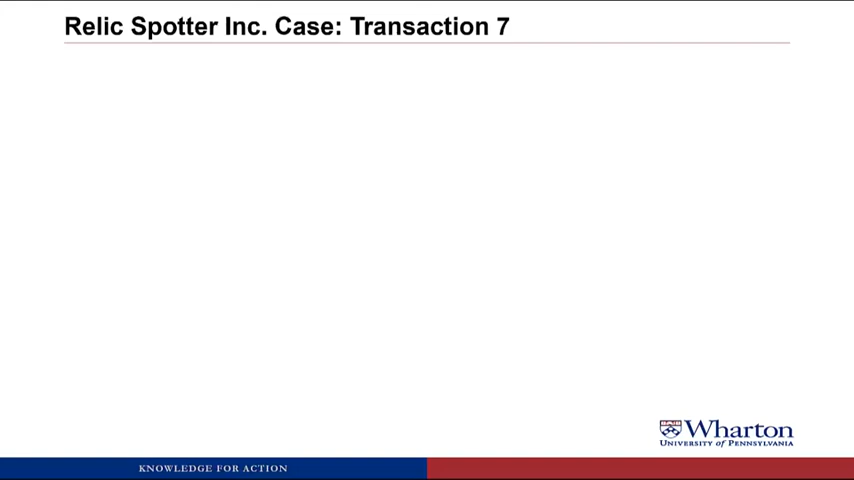 Relic Spotter Inc. Case: Transaction 7
Wharton
UNIVERSITY of PENNSYLVANIA
KNOWLEDGE FOR ACTION